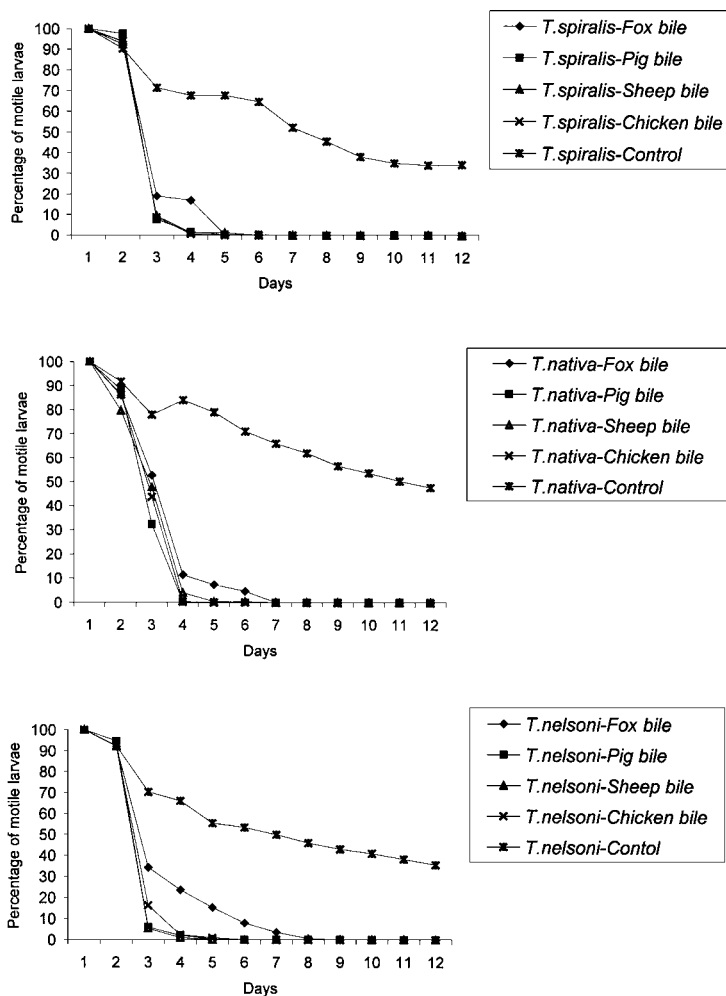 Percentage of motile larvae
100
90
80
70
60
50
40
30
20
10
0
1 2 3 4 5 6 7 8 9 10 11 12
Days
T.spiralis-Fox bile
T.spiralis-Pig bile
T.spiralis-Sheep bile
T.spiralis-Chicken bile
T.spiralis-Control
Percentage of motile larvae
100
90
80
70
60
50
40
30
20
10
0
1 2 3 4 5 6 7 8 9 10 11 12
Days
T.nativa-Fox bile
T.nativa-Pig bile
T.nativa-Sheep bile
T.nativa-Chicken bile
T.nativa-Control
Percentage of motile larvae
100
90
80
70
60
50
40
30
20
10
0
1 2 3 4 5 6 7 8 9 10 11 12
Days
T.nelsoni-Fox bile
T.nelsoni-Pig bile
T.nelsoni-Sheep bile
T.nelsoni-Chicken bile
T.nelsoni-Contol